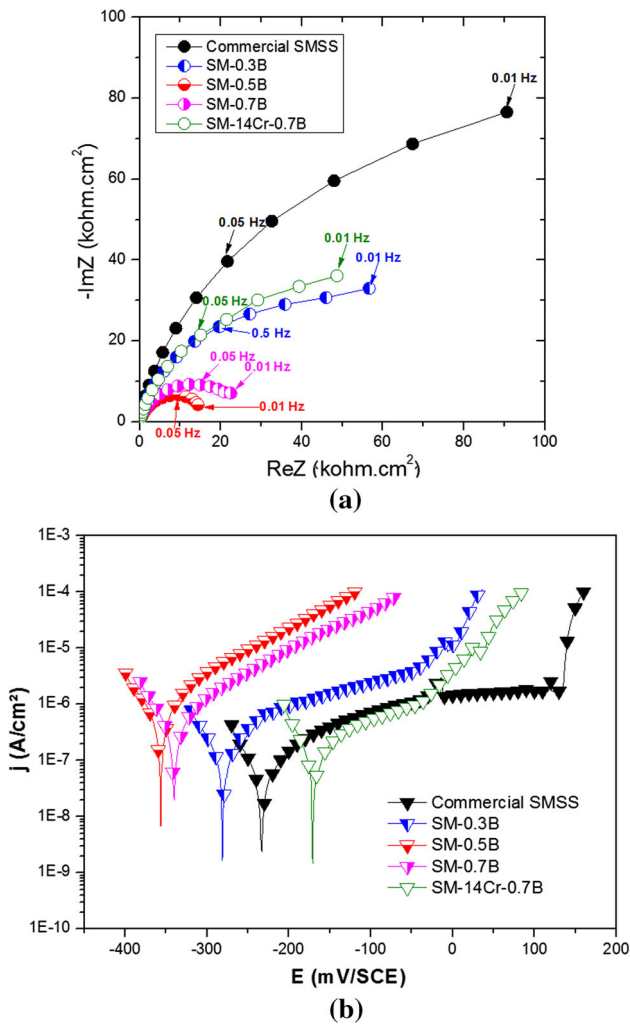 100
80
60
40
20
0
-ImZ (kohm.cm²)
Commercial SMSS
SM-0.3B
SM-0.5B
SM-0.7B
SM-14Cr-0.7B
0.01 Hz
0.05 Hz
0.01 Hz
0.01 Hz
0.05 Hz
0.5 Hz
0.05 Hz
0.01 Hz
0.05 Hz
0.01 Hz
0 20 40 60 80 100
ReZ (kohm.cm²)
(a)
1E-3
1E-4
1E-5
1E-6
1E-7
1E-8
1E-9
1E-10
j (A/cm²)
Commercial SMSS
SM-0.3B
SM-0.5B
SM-0.7B
SM-14Cr-0.7B
-400 -300 -200 -100 0 100 200
E (mV/SCE)
(b)